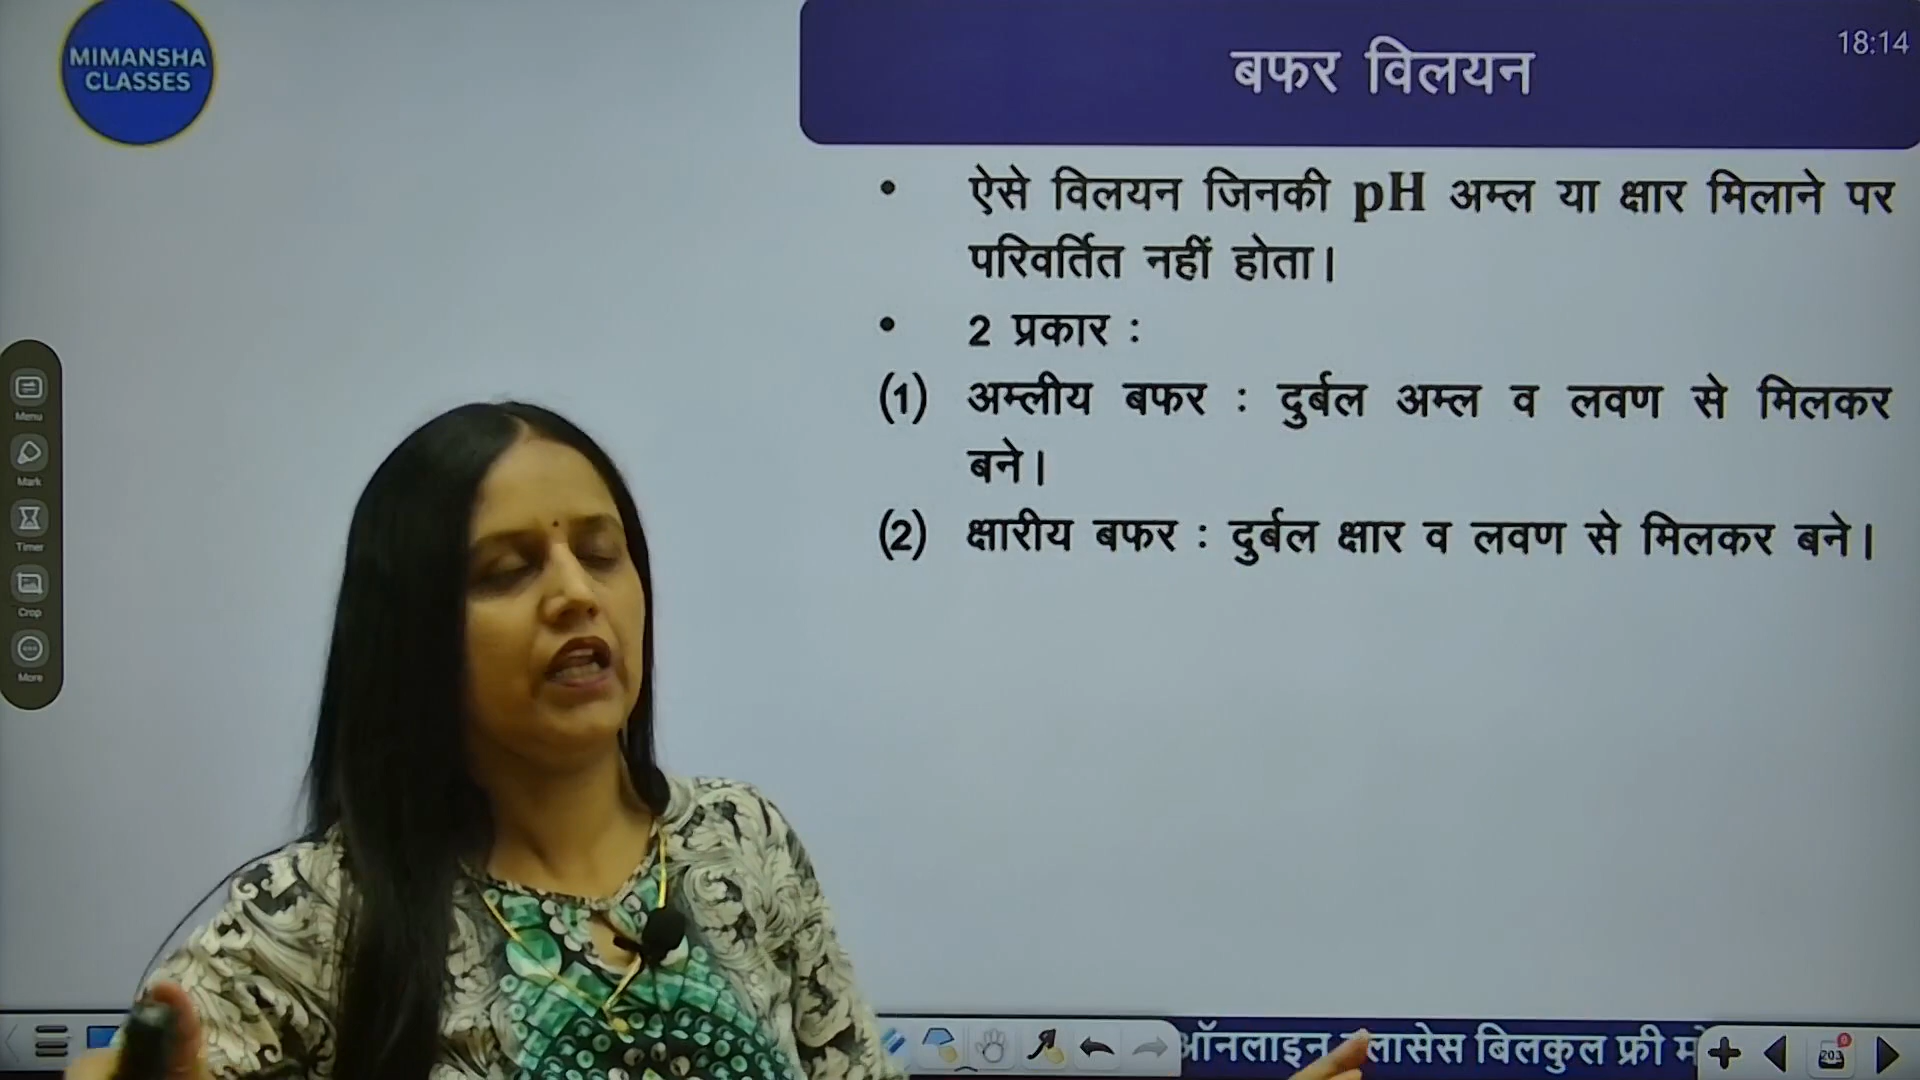 MIMANSHA
CLASSES
18:14
बफर विलयन
• ऐसे विलयन जिनकी pH अम्ल या क्षार मिलाने पर
परिवर्तित नहीं होता।
• 2 प्रकार :
(1) अम्लीय बफर : दुर्बल अम्ल व लवण से मिलकर
बने।
(2) क्षारीय बफर : दुर्बल क्षार व लवण से मिलकर बने।
Menu
Mark
Timer
Crop
More
ऑनलाइन क्लासेस बिलकुल फ्री
203